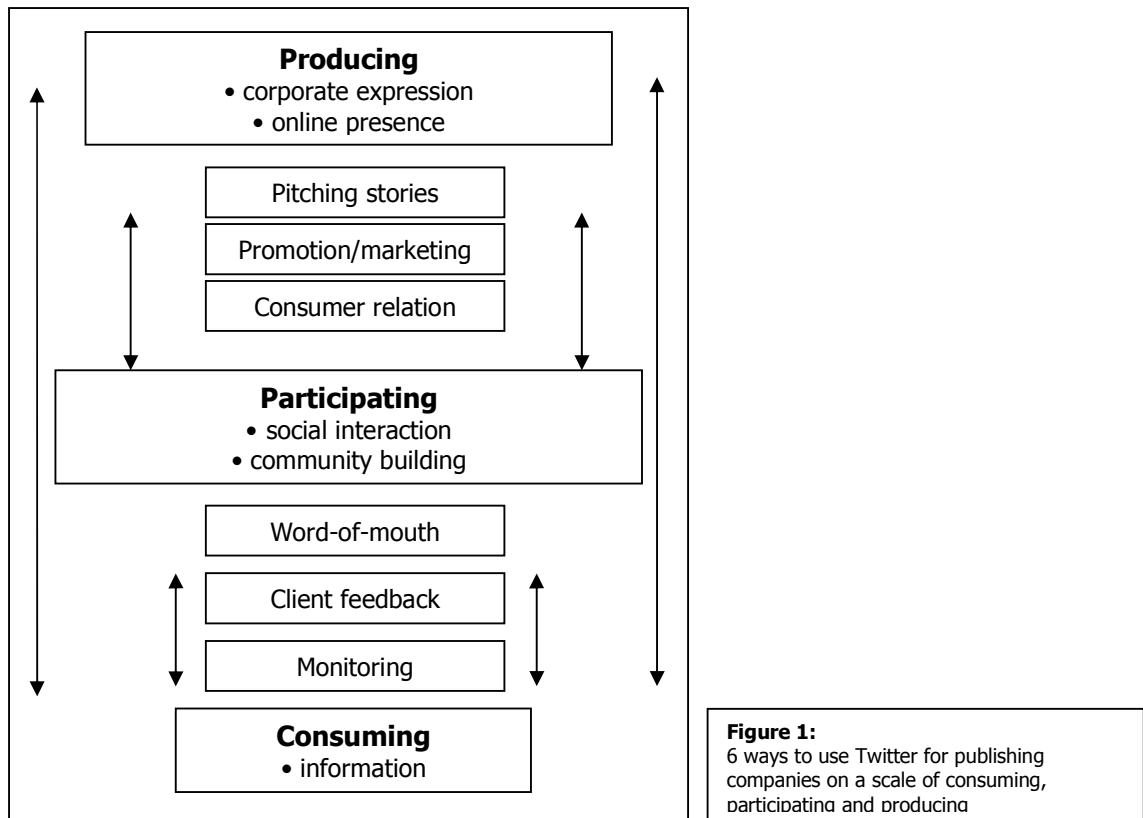 Producing
• corporate expression
• online presence
Pitching stories
Promotion/marketing
Consumer relation
Participating
• social interaction
• community building
Word-of-mouth
Client feedback
Monitoring
Consuming
• information
Figure 1:
6 ways to use Twitter for publishing
companies on a scale of consuming,
participating and producing